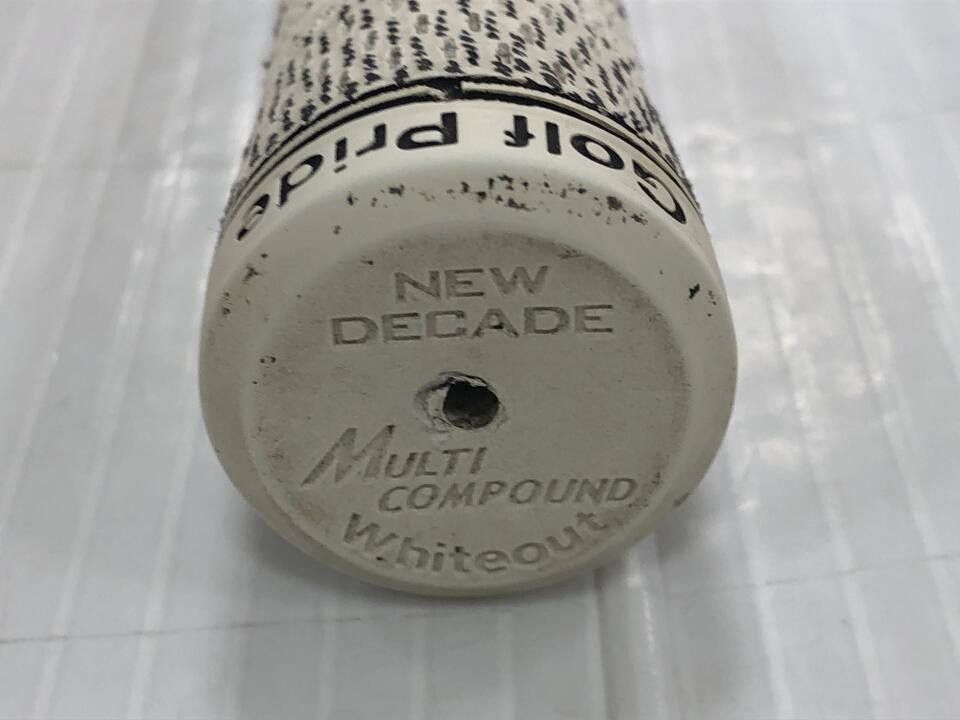 Golf Pride
NEW
DECADE
MULTI
COMPOUND
Whiteout